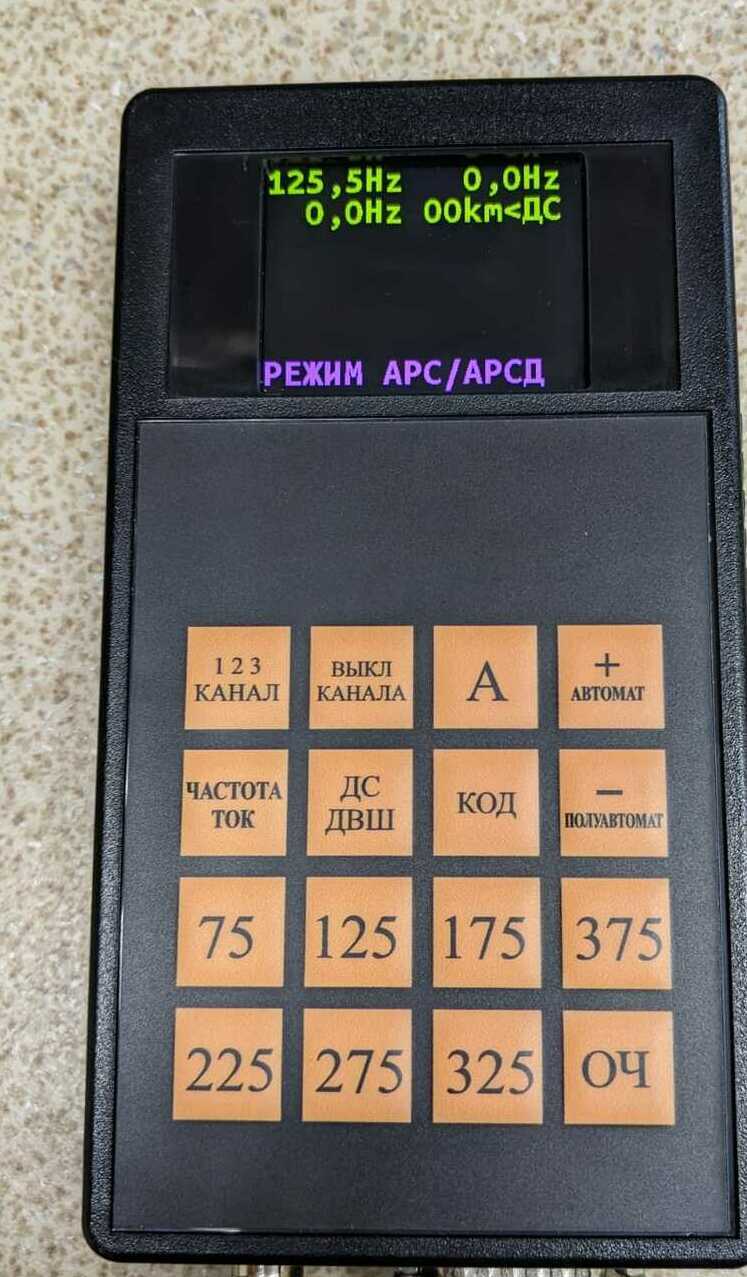 125,5Hz 0,0Hz
0,0Hz 00km<ДС
РЕЖИМ АРС/АРСД
1 2 3
КАНАЛ
ВЫКЛ
КАНАЛА
А
+
АВТОМАТ
ЧАСТОТА
ТОК
ДС
ДВШ
КОД
−
ПОЛУАВТОМАТ
75
125
175
375
225
275
325
ОЧ